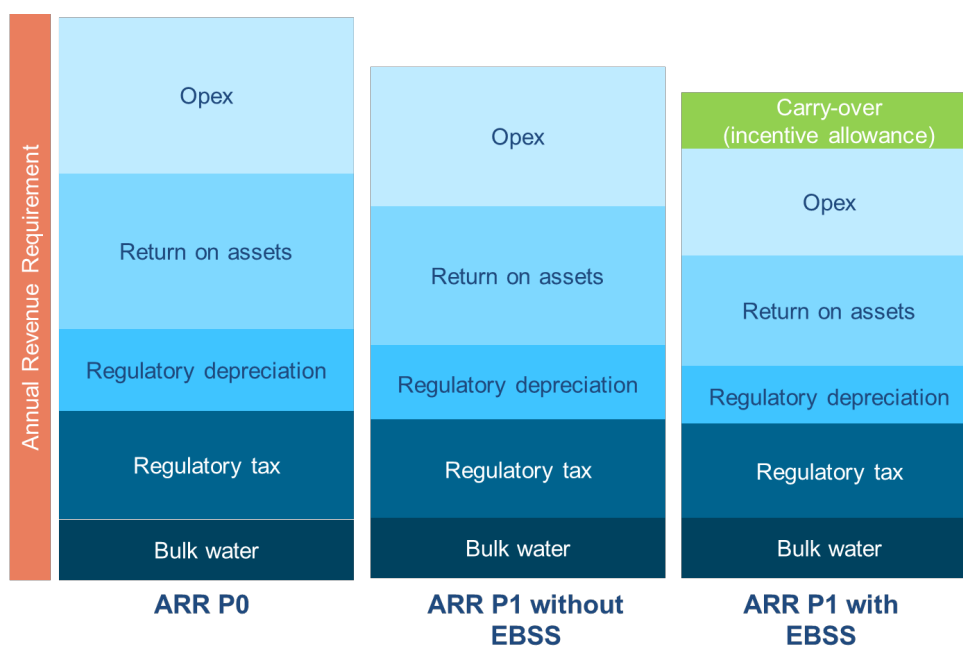 Annual Revenue Requirement
Opex
Return on assets
Regulatory depreciation
Regulatory tax
Bulk water
ARR P0
Opex
Return on assets
Regulatory depreciation
Regulatory tax
Bulk water
ARR P1 without
EBSS
Carry-over
(incentive allowance)
Opex
Return on assets
Regulatory depreciation
Regulatory tax
Bulk water
ARR P1 with
EBSS